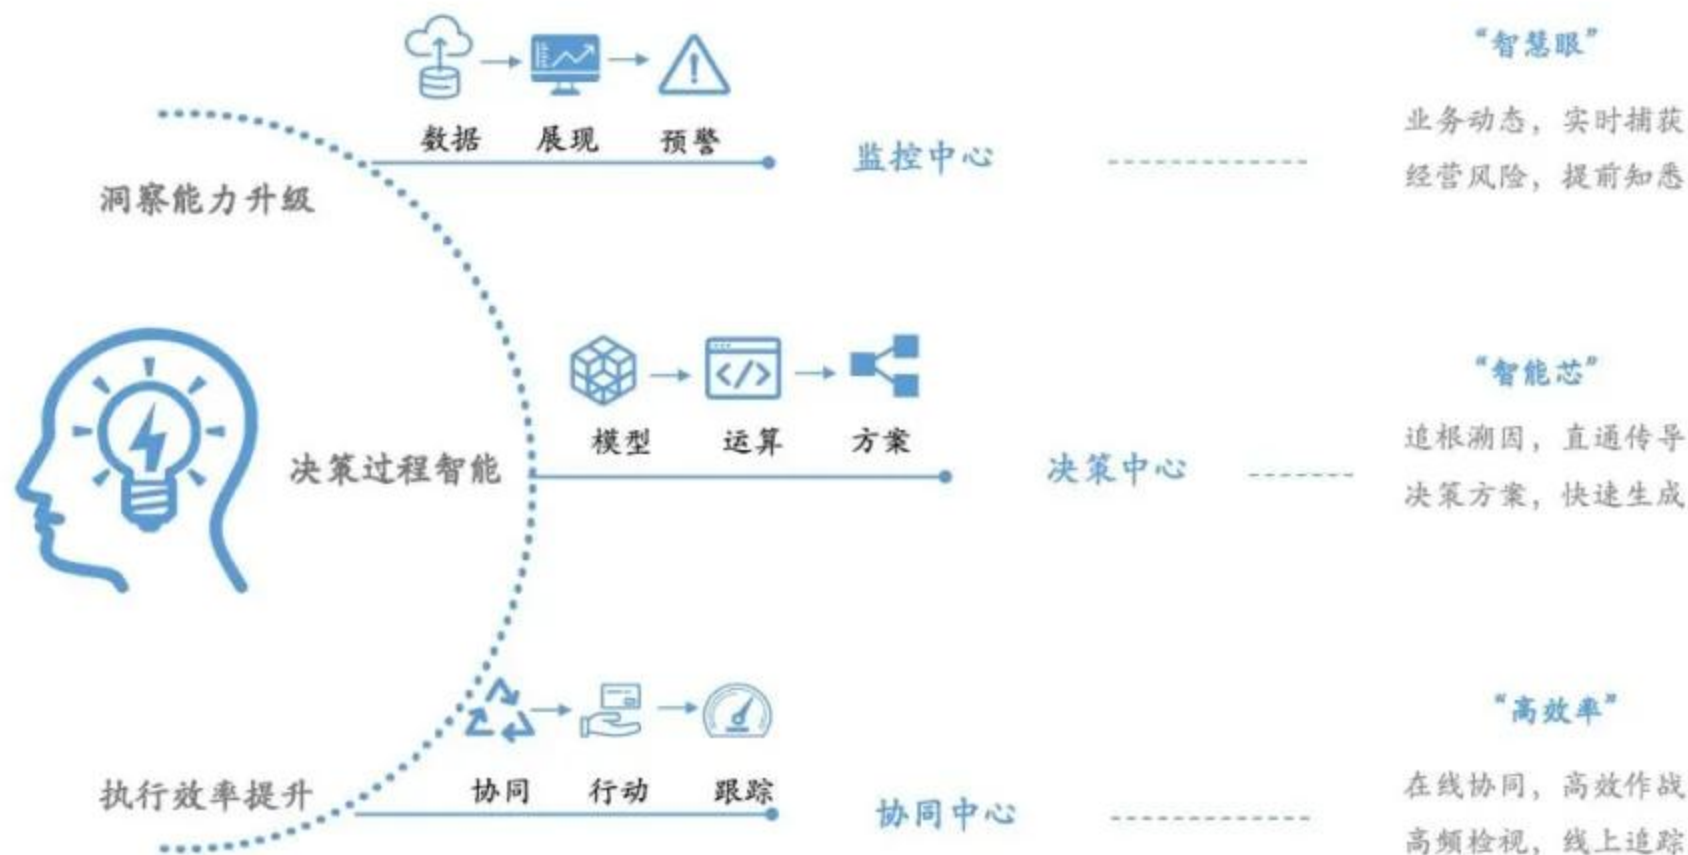 “智慧眼”
数据 展现 预警
业务动态，实时捕获
监控中心
经营风险，提前知悉
洞察能力升级
“智能芯”
模型 运算 方案
追根溯因，直通传导
决策过程智能
决策中心
决策方案，快速生成
“高效率”
协同 行动 跟踪
在线协同，高效作战
执行效率提升
协同中心
高频检视，线上追踪